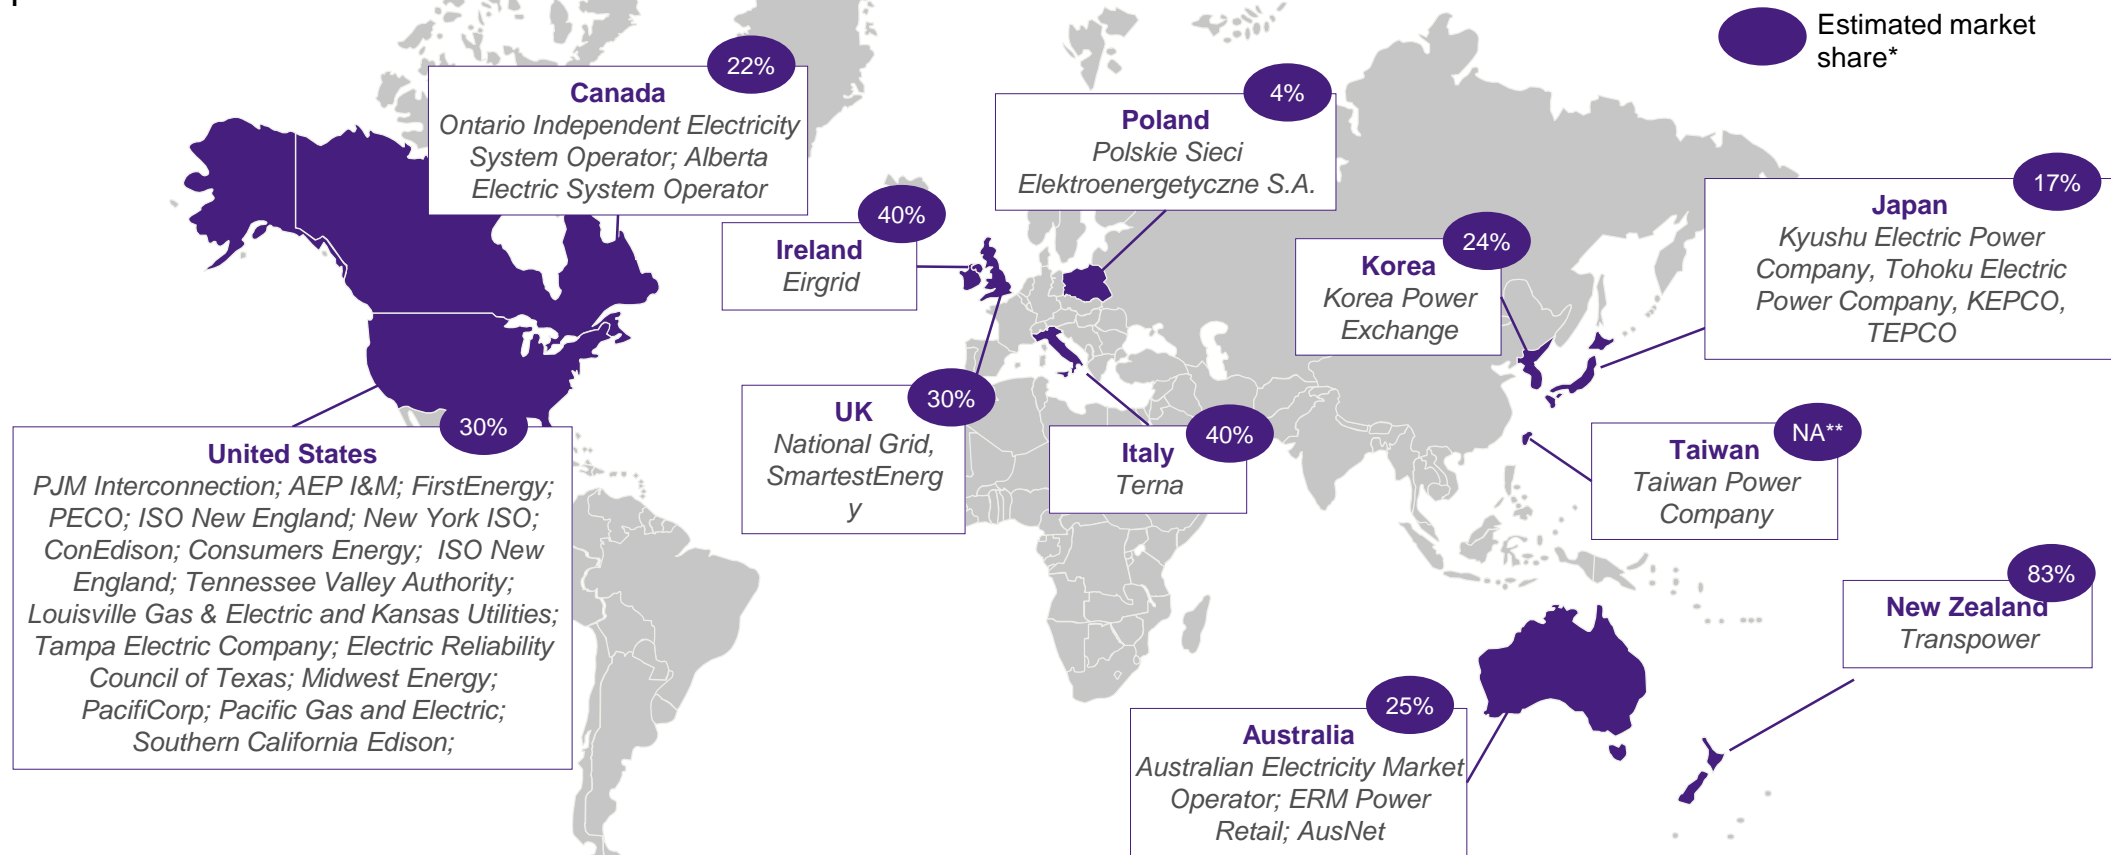 Estimated market
share*
22%
Canada
Ontario Independent Electricity
System Operator; Alberta
Electric System Operator
4%
Poland
Polskie Sieci
Elektroenergetyczne S.A.
17%
Japan
Kyushu Electric Power
Company, Tohoku Electric
Power Company, KEPCO,
TEPCO
40%
Ireland
Eirgrid
24%
Korea
Korea Power
Exchange
30%
UK
National Grid,
SmartestEnerg
y
40%
Italy
Terna
NA**
Taiwan
Taiwan Power
Company
30%
United States
PJM Interconnection; AEP I&M; FirstEnergy;
PECO; ISO New England; New York ISO;
ConEdison; Consumers Energy; ISO New
England; Tennessee Valley Authority;
Louisville Gas & Electric and Kansas Utilities;
Tampa Electric Company; Electric Reliability
Council of Texas; Midwest Energy;
PacifiCorp; Pacific Gas and Electric;
Southern California Edison;
83%
New Zealand
Transpower
25%
Australia
Australian Electricity Market
Operator; ERM Power
Retail; AusNet